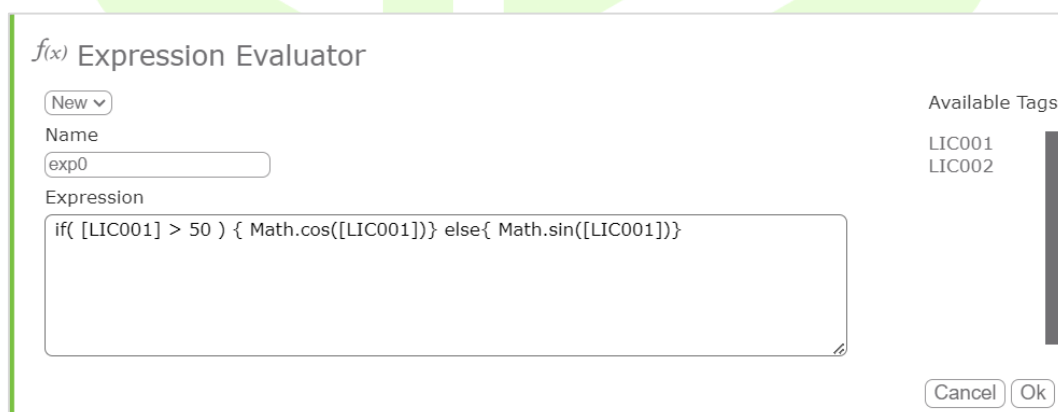 f(x) Expression Evaluator
New
Name
exp0
Expression
if( [LIC001] > 50 ) { Math.cos([LIC001])} else{ Math.sin([LIC001])}
Available Tags
LIC001
LIC002
Cancel Ok